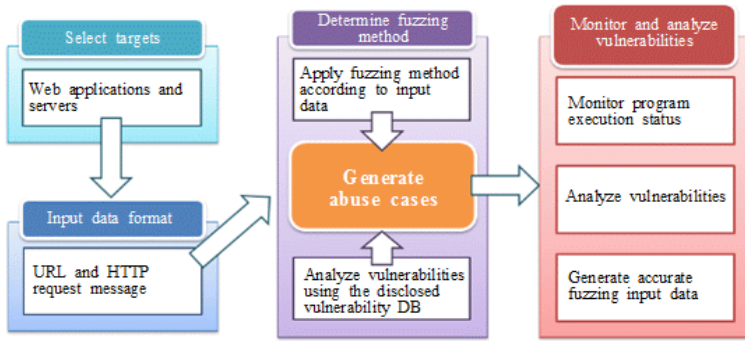 Select targets
Web applications and
servers
Input data format
URL and HTTP
request message
Determine fuzzing
method
Apply fuzzing method
according to input
data
Generate
abuse cases
Analyze vulnerabilities
using the disclosed
vulnerability DB
Monitor and analyze
vulnerabilities
Monitor program
execution status
Analyze vulnerabilities
Generate accurate
fuzzing input data